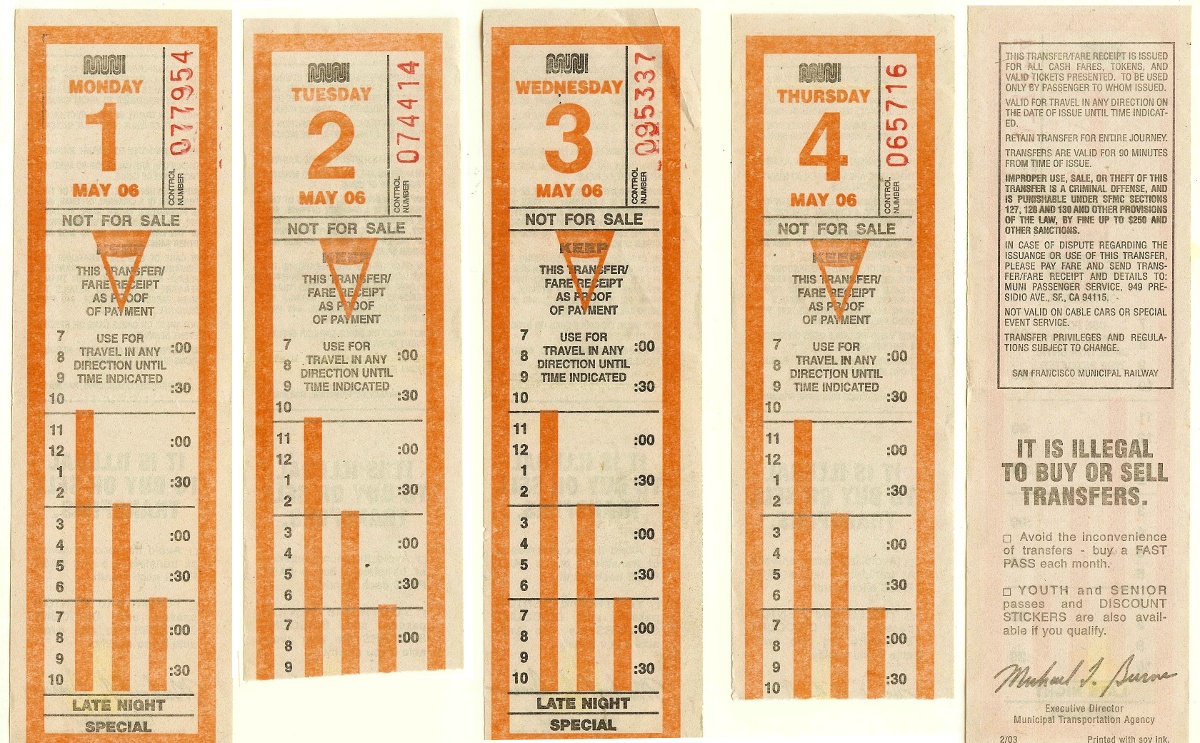 MUNI
MONDAY
1
MAY 06
077954
CONTROL NUMBER
NOT FOR SALE
KEEP
THIS TRANSFER/
FARE RECEIPT
AS PROOF
OF PAYMENT
USE FOR
TRAVEL IN ANY
DIRECTION UNTIL
TIME INDICATED
7
8 :00
9
10 :30
11
12 :00
1
2 :30
3
4 :00
5
6 :30
7
8 :00
9
10 :30
LATE NIGHT
SPECIAL
MUNI
TUESDAY
2
MAY 06
074414
CONTROL NUMBER
NOT FOR SALE
KEEP
THIS TRANSFER/
FARE RECEIPT
AS PROOF
OF PAYMENT
USE FOR
TRAVEL IN ANY
DIRECTION UNTIL
TIME INDICATED
7
8 :00
9
10 :30
11
12 :00
1
2 :30
3
4 :00
5
6 :30
7
8 :00
9
MUNI
WEDNESDAY
3
MAY 06
095337
CONTROL NUMBER
NOT FOR SALE
KEEP
THIS TRANSFER/
FARE RECEIPT
AS PROOF
OF PAYMENT
USE FOR
TRAVEL IN ANY
DIRECTION UNTIL
TIME INDICATED
7
8 :00
9
10 :30
11
12 :00
1
2 :30
3
4 :00
5
6 :30
7
8 :00
9
10 :30
LATE NIGHT
SPECIAL
MUNI
THURSDAY
4
MAY 06
065716
CONTROL NUMBER
NOT FOR SALE
KEEP
THIS TRANSFER/
FARE RECEIPT
AS PROOF
OF PAYMENT
USE FOR
TRAVEL IN ANY
DIRECTION UNTIL
TIME INDICATED
7
8 :00
9
10 :30
11
12 :00
1
2 :30
3
4 :00
5
6 :30
7
8 :00
9
10 :30
THIS TRANSFER/FARE RECEIPT IS ISSUED
FOR ALL CASH FARES, TOKENS, AND
VALID TICKETS PRESENTED. TO BE USED
ONLY BY PASSENGER TO WHOM ISSUED.
VALID FOR TRAVEL IN ANY DIRECTION ON
THE DATE OF ISSUE UNTIL TIME INDICAT-
ED.
RETAIN TRANSFER FOR ENTIRE JOURNEY.
TRANSFERS ARE VALID FOR 90 MINUTES
FROM TIME OF ISSUE.
IMPROPER USE, SALE, OR THEFT OF THIS
TRANSFER IS A CRIMINAL OFFENSE, AND
IS PUNISHABLE UNDER SFMC SECTIONS
127, 128 AND 130 AND OTHER PROVISIONS
OF THE LAW, BY FINE UP TO $250 AND
OTHER SANCTIONS.
IN CASE OF DISPUTE REGARDING THE
ISSUANCE OR USE OF THIS TRANSFER,
PLEASE PAY FARE AND SEND TRANS-
FER/FARE RECEIPT AND DETAILS TO:
MUNI PASSENGER SERVICE, 949 PRE-
SIDIO AVE., SF., CA 94115.
NOT VALID ON CABLE CARS OR SPECIAL
EVENT SERVICE.
TRANSFER PRIVILEGES AND REGULA-
TIONS SUBJECT TO CHANGE.
SAN FRANCISCO MUNICIPAL RAILWAY
IT IS ILLEGAL
TO BUY OR SELL
TRANSFERS.
□ Avoid the inconvenience
of transfers - buy a FAST
PASS each month.
□ YOUTH and SENIOR
passes and DISCOUNT
STICKERS are also avail-
able if you qualify.
Michael T. Burns
Executive Director
Municipal Transportation Agency
2/03 Printed with soy ink.